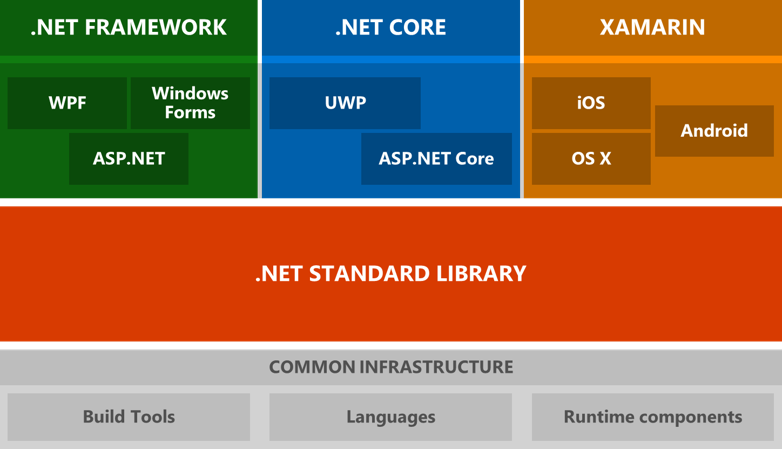 .NET FRAMEWORK
.NET CORE
XAMARIN
WPF
Windows
Forms
ASP.NET
UWP
ASP.NET Core
iOS
Android
OS X
.NET STANDARD LIBRARY
COMMON INFRASTRUCTURE
Build Tools
Languages
Runtime components